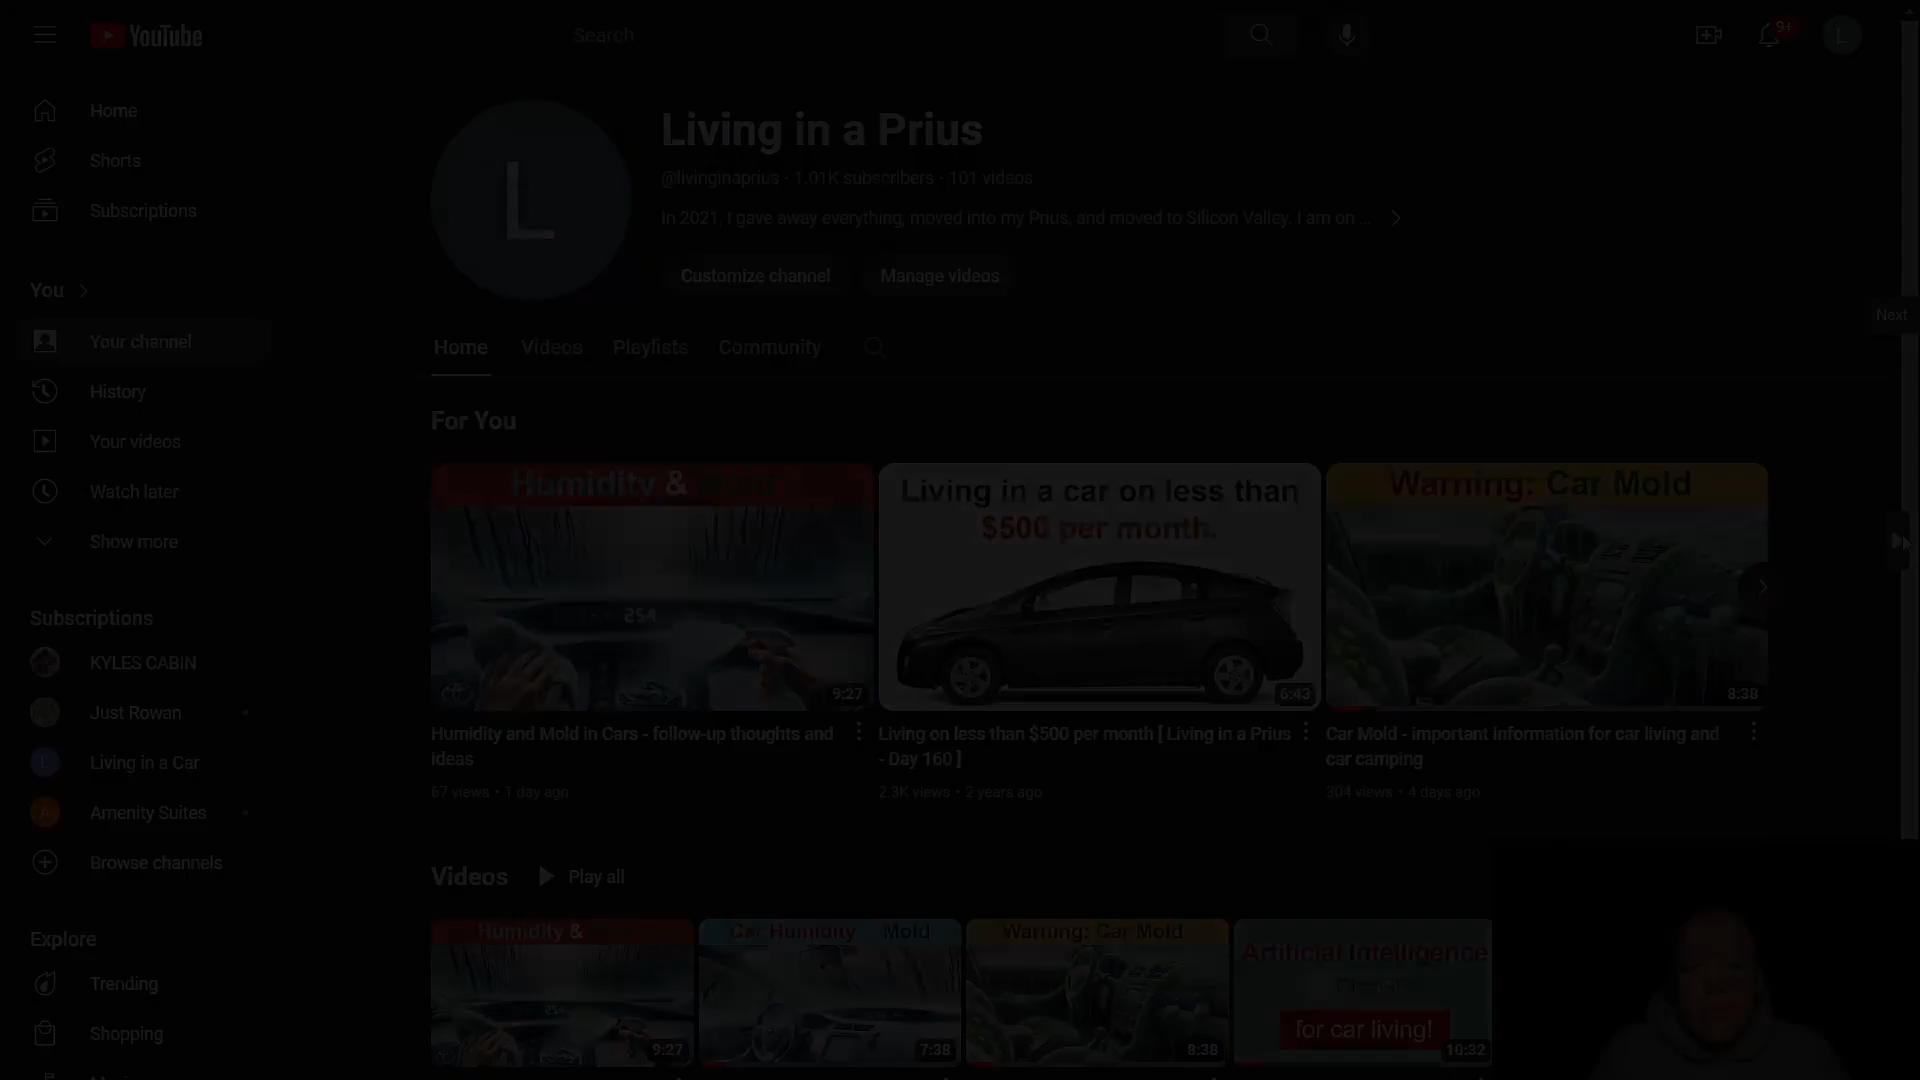 YouTube
Search
9+
L
Home
Shorts
Subscriptions
You
Your channel
History
Your videos
Watch later
Show more
Subscriptions
KYLES CABIN
Just Rowan
L
Living in a Car
A
Amenity Suites
Browse channels
Explore
Trending
Shopping
L
Living in a Prius
@livinginaprius · 1.01K subscribers · 101 videos
In 2021, I gave away everything, moved into my Prius, and moved to Silicon Valley. I am on ...
Customize channel
Manage videos
Home
Videos
Playlists
Community
Next
For You
Humidity &
254
9:27
Humidity and Mold in Cars - follow-up thoughts and
ideas
67 views • 1 day ago
Living in a car on less than
$500 per month.
6:43
Living on less than $500 per month [ Living in a Prius
- Day 160 ]
2.3K views • 2 years ago
Warning: Car Mold
8:38
Car Mold - important information for car living and
car camping
304 views • 4 days ago
Videos
Play all
Humidity &
9:27
Car Humidity
Mold
7:38
Warning: Car Mold
8:38
Artificial Intelligence
for car living!
10:32